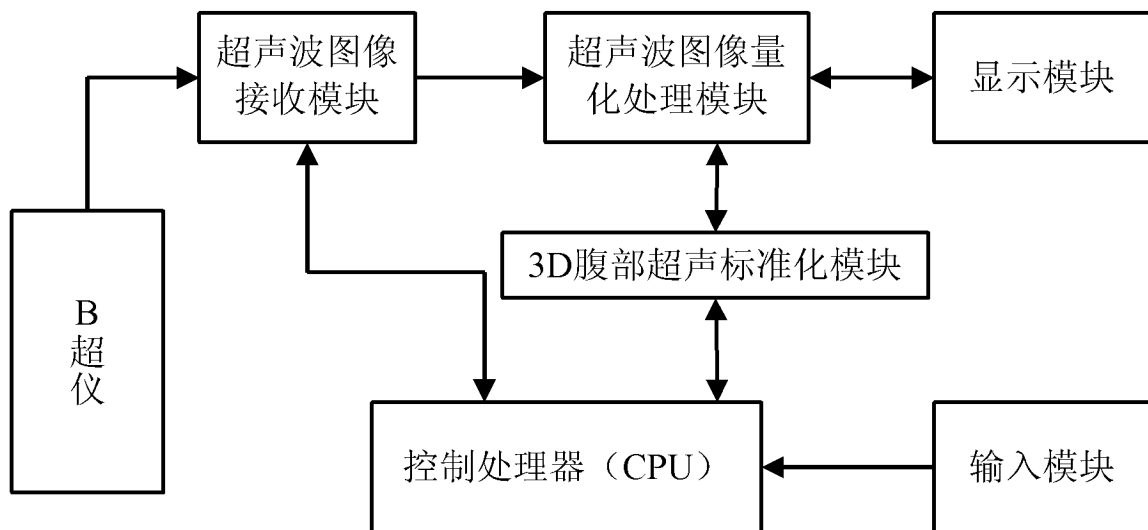 超声波图像
接收模块
超声波图像量
化处理模块
显示模块
3D腹部超声标准化模块
B
超
仪
控制处理器（CPU）
输入模块